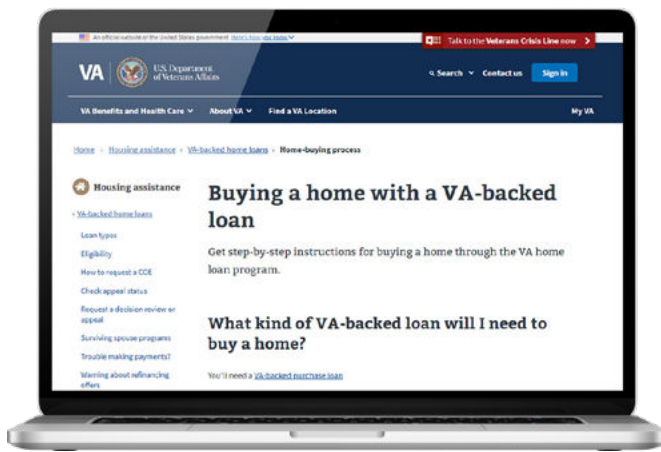 An official website of the United States government. Here's how you know
Talk to the Veterans Crisis Line now
VA
U.S. Department
of Veterans Affairs
Search
Contact us
Sign in
VA Benefits and Health Care
About VA
Find a VA Location
My VA
Home
Housing assistance
VA-backed home loans
Home-buying process
Housing assistance
VA-backed home loans
Loan types
Eligibility
How to request a COE
Check appeal status
Request a decision review or
appeal
Surviving spouse programs
Trouble making payments?
Warning about refinancing
offers
Buying a home with a VA-backed
loan
Get step-by-step instructions for buying a home through the VA home
loan program.
What kind of VA-backed loan will I need to
buy a home?
You'll need a VA-backed purchase loan